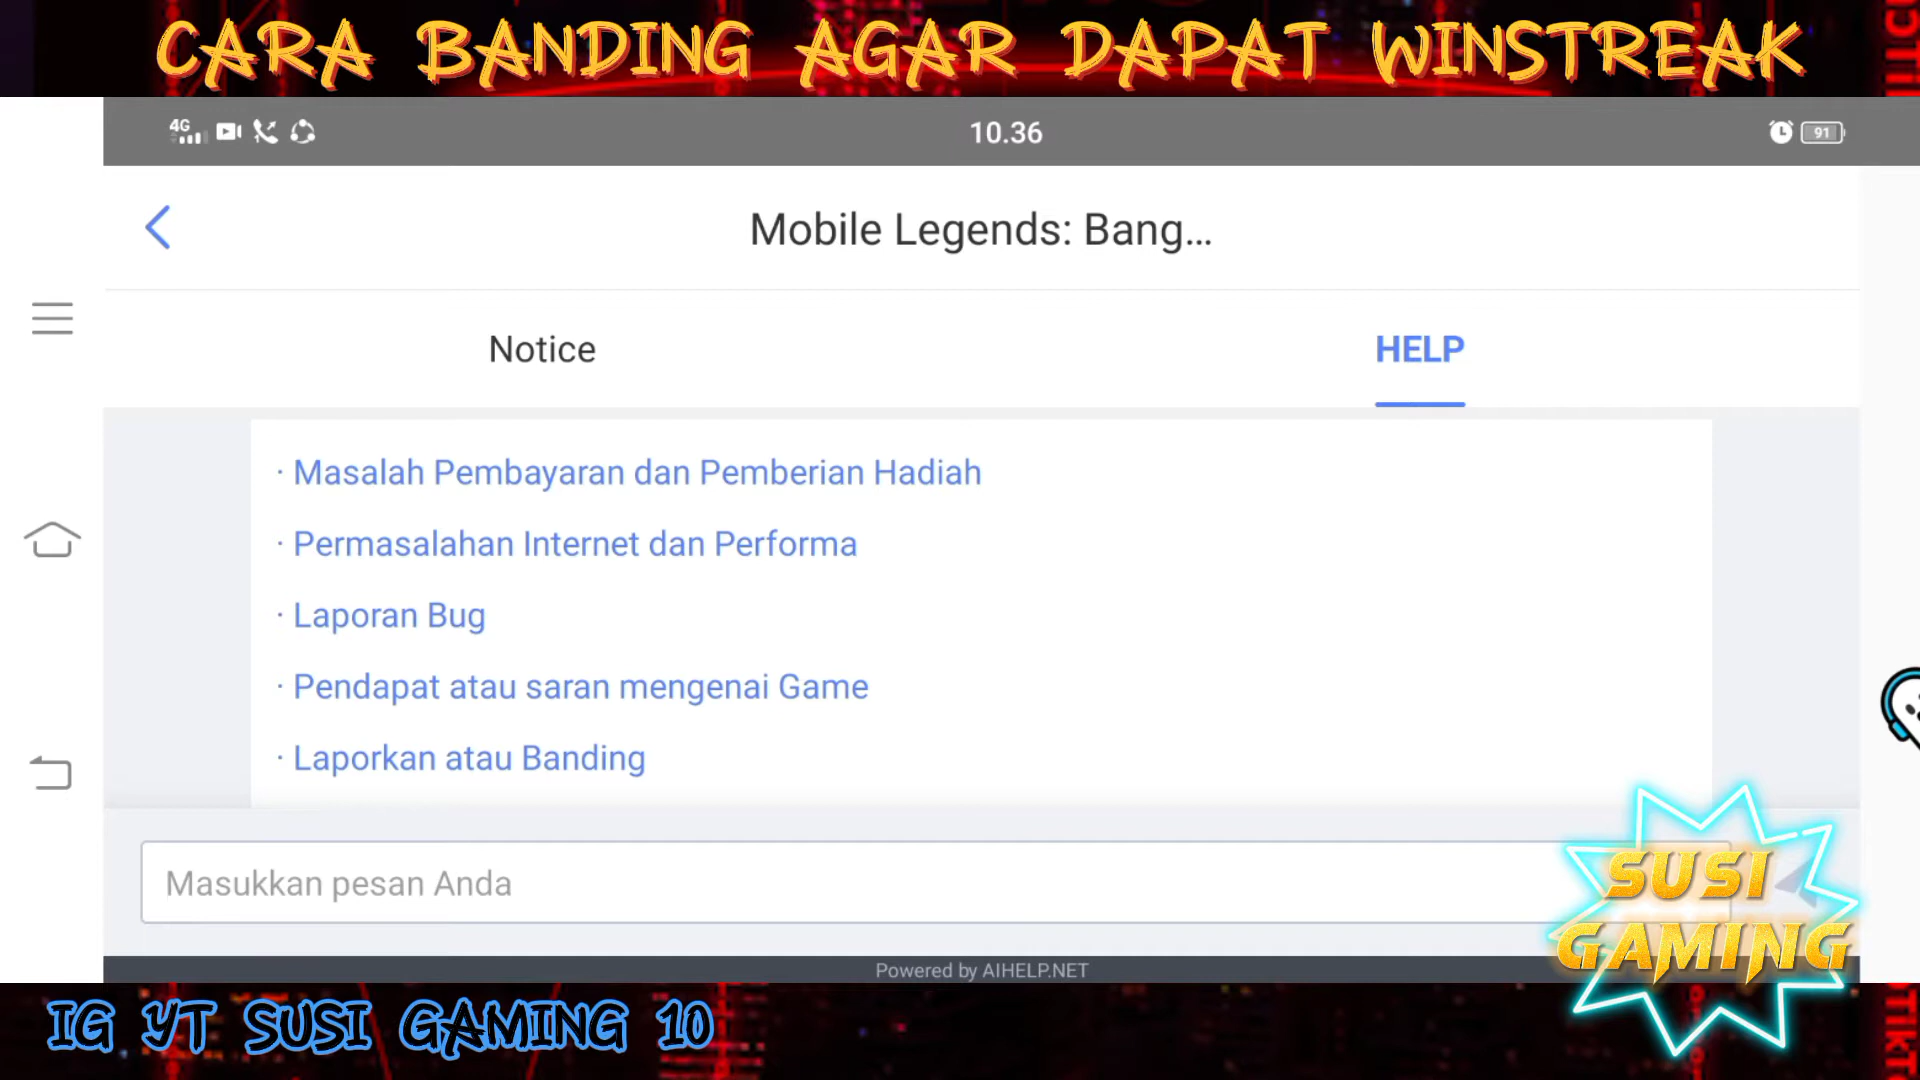 CARA BANDING AGAR DAPAT WINSTREAK
4G
10.36
91
Mobile Legends: Bang...
Notice
HELP
· Masalah Pembayaran dan Pemberian Hadiah
· Permasalahan Internet dan Performa
· Laporan Bug
· Pendapat atau saran mengenai Game
· Laporkan atau Banding
Masukkan pesan Anda
SUSI
GAMING
Powered by AIHELP.NET
IG YT SUSI GAMING 10